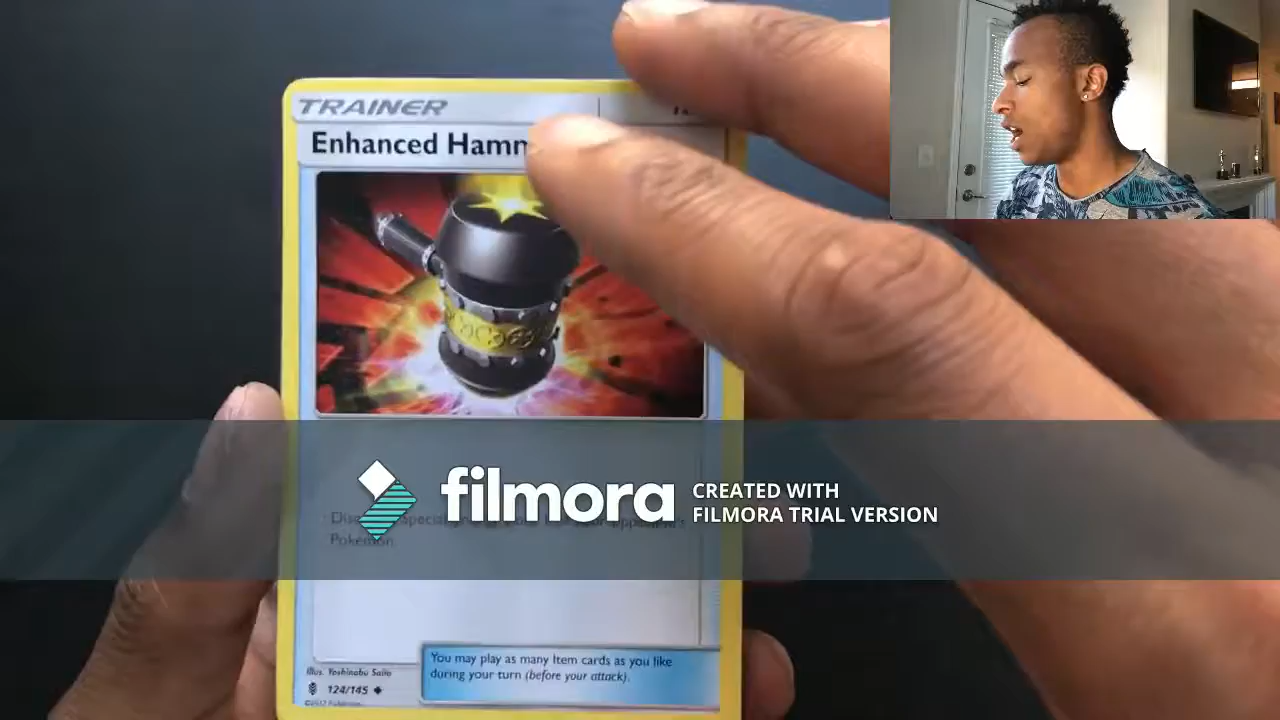 TRAINER
Enhanced Hamm
filmora
CREATED WITH
FILMORA TRIAL VERSION
Pokémon.
You may play as many Item cards as you like
during your turn (before your attack).
Illus. Yoshinobu Saito
124/145